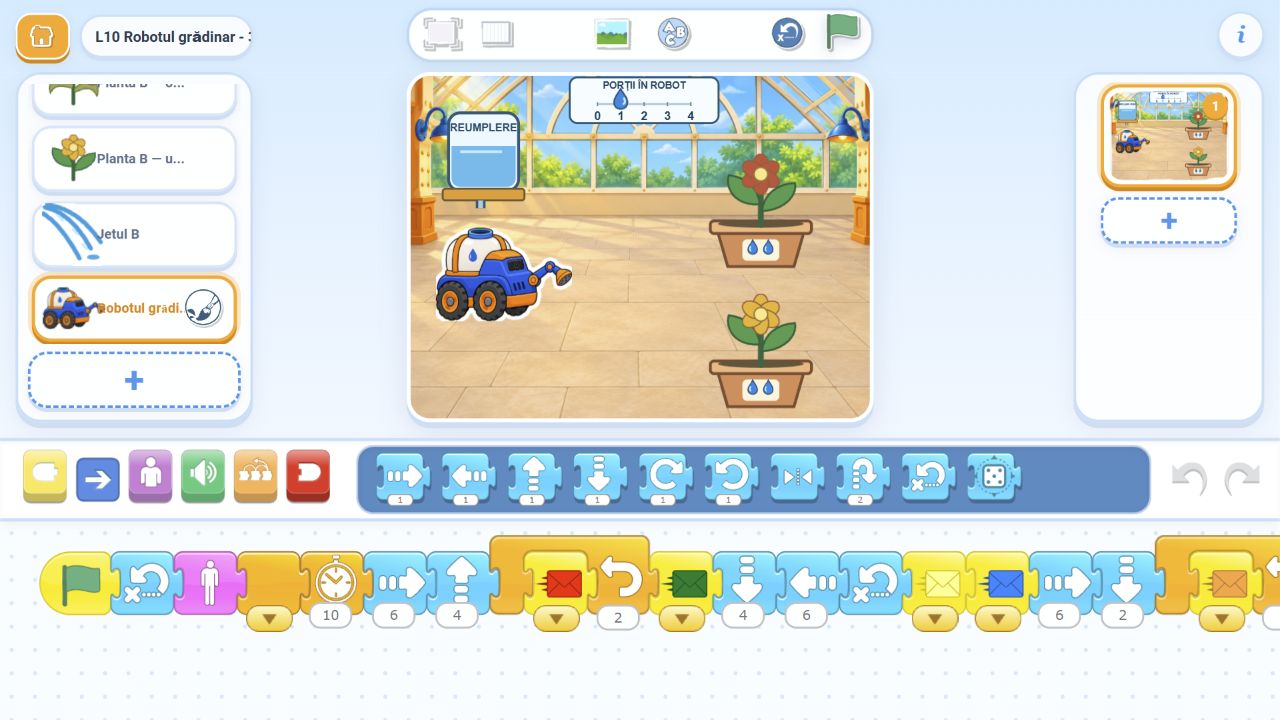 L10 Robotul grădinar -
i
Planta B — u...
Jetul B
Robotul grădi.
PORȚII ÎN ROBOT
0 1 2 3 4
REUMPLERE
ABC
1
1 1 1 1 1 1 2
10 6 4 2 4 6 6 2